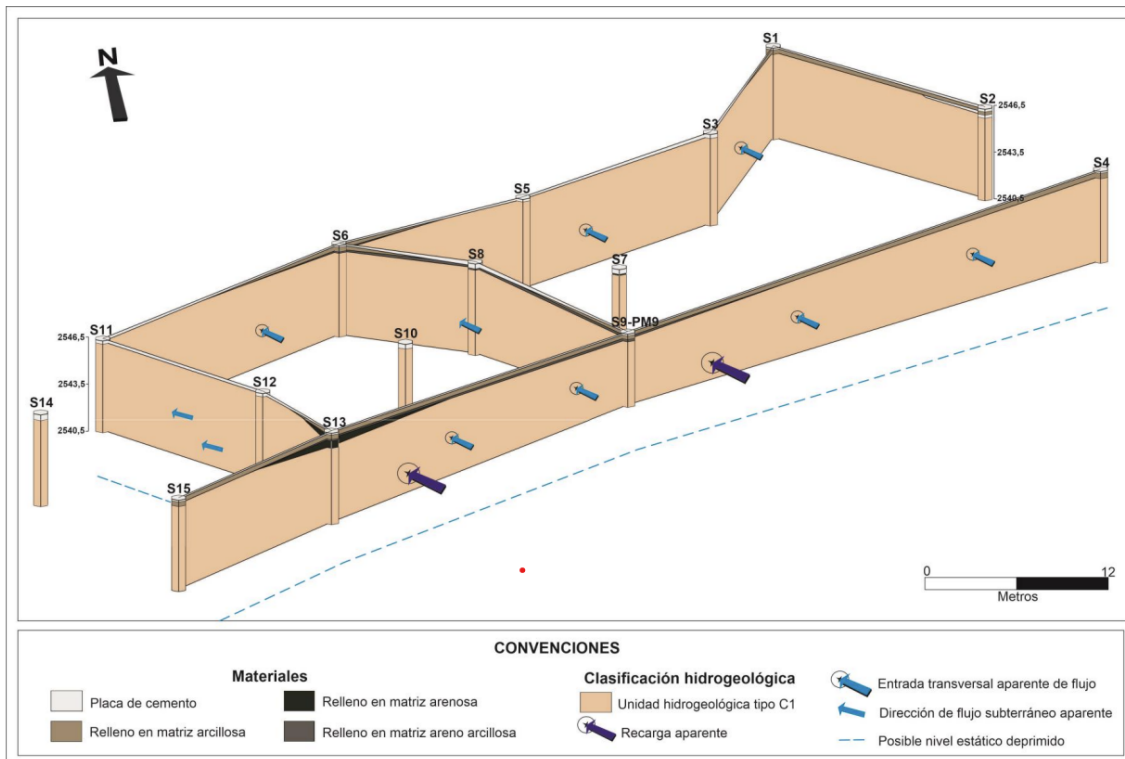 N
S1
S2
2546,5
2543,5
2540,5
S3
S4
S5
S6
S8
S7
S9-PM9
S10
S11
2546,5
2543,5
2540,5
S12
S14
S13
S15
0 12
Metros
CONVENCIONES
Materiales
Placa de cemento
Relleno en matriz arcillosa
Relleno en matriz arenosa
Relleno en matriz areno arcillosa
Clasificación hidrogeológica
Unidad hidrogeológica tipo C1
Recarga aparente
Entrada transversal aparente de flujo
Dirección de flujo subterráneo aparente
Posible nivel estático deprimido